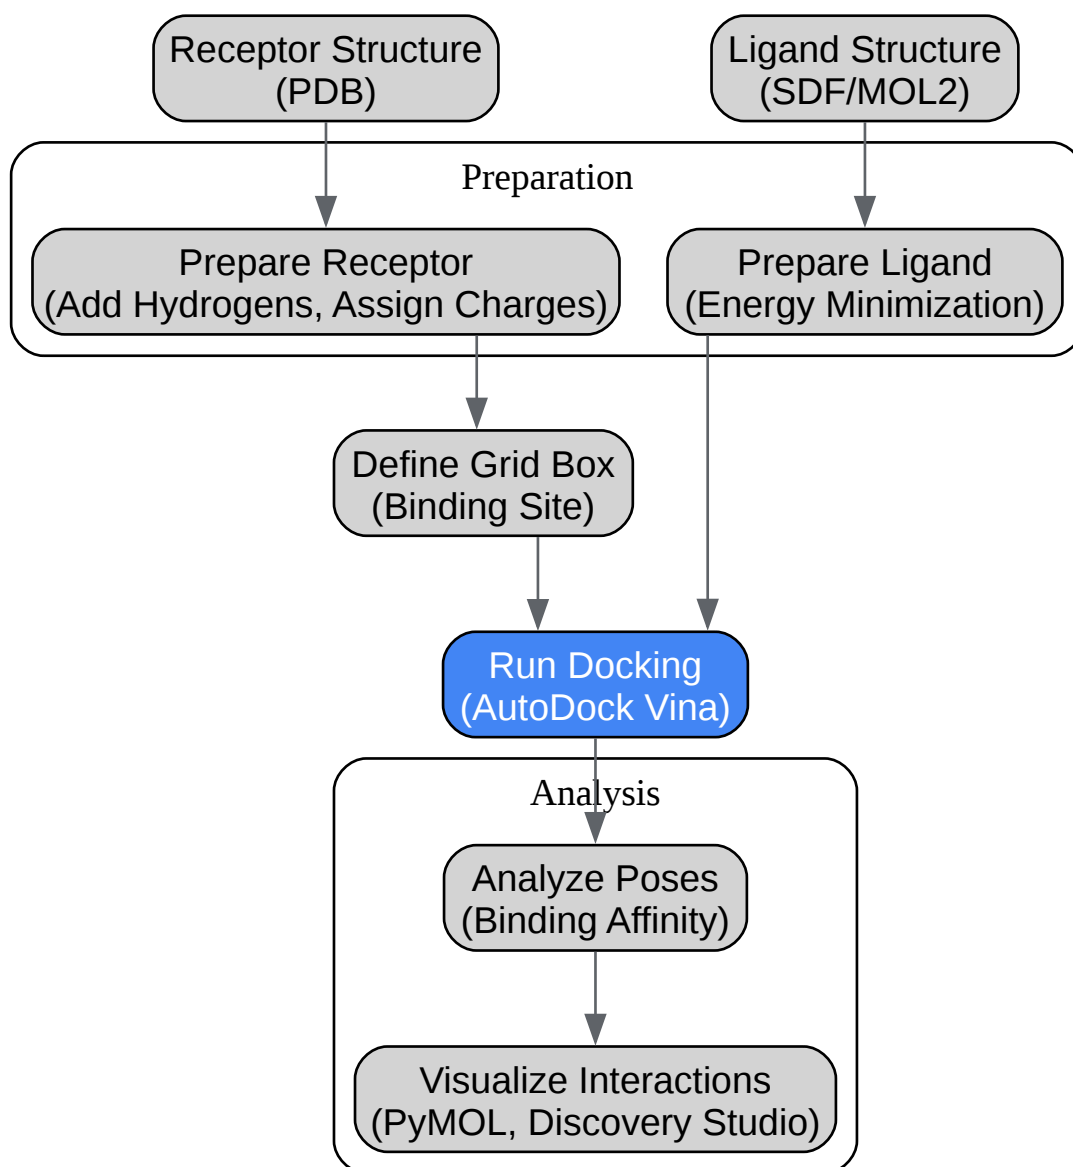 Receptor Structure
(PDB)
Ligand Structure
(SDF/MOL2)
Preparation
Prepare Receptor
(Add Hydrogens, Assign Charges)
Prepare Ligand
(Energy Minimization)
Define Grid Box
(Binding Site)
Run Docking
(AutoDock Vina)
Analysis
Analyze Poses
(Binding Affinity)
Visualize Interactions
(PyMOL, Discovery Studio)